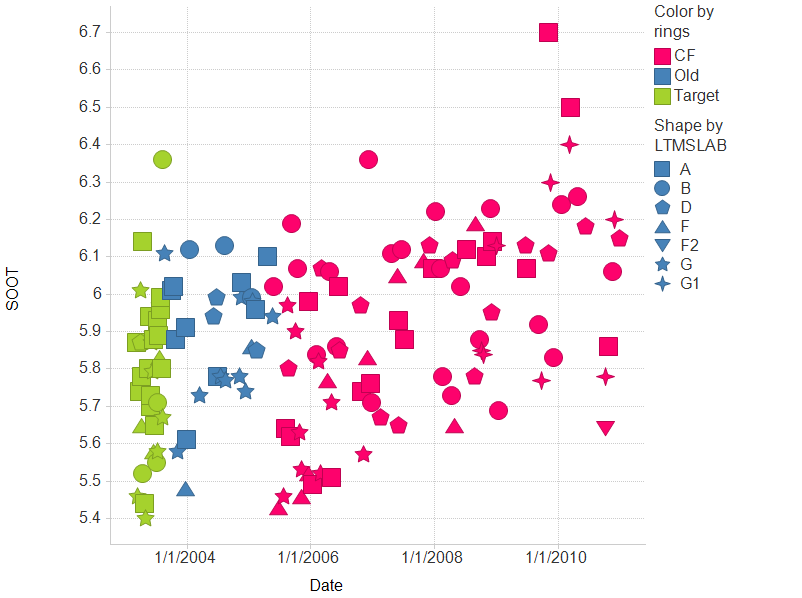 Color by
rings
CF
Old
Target
Shape by
LTMSLAB
A
B
D
F
F2
G
G1
SOOT
6.7
6.6
6.5
6.4
6.3
6.2
6.1
6
5.9
5.8
5.7
5.6
5.5
5.4
1/1/2004
1/1/2006
1/1/2008
1/1/2010
Date